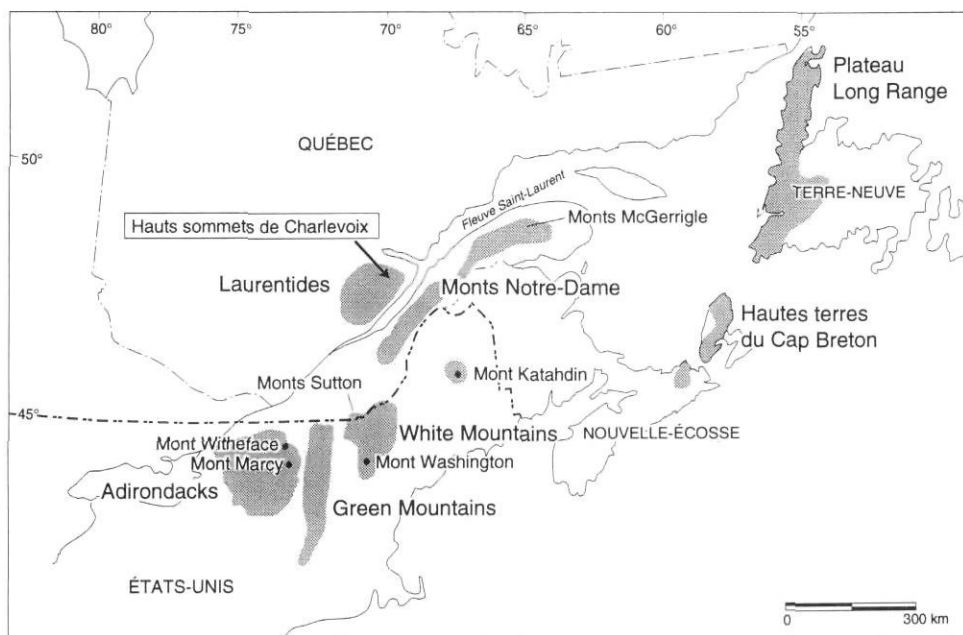 80° 75° 70° 65° 60° 55°
Plateau
Long Range
50°
QUÉBEC
TERRE-NEUVE
Fleuve Saint-Laurent
Monts McGerrigle
Hauts sommets de Charlevoix
Laurentides
Monts Notre-Dame
Hautes terres
du Cap Breton
Mont Katahdin
Monts Sutton
45°
White Mountains
NOUVELLE-ÉCOSSE
Mont Witheface
Mont Marcy
Mont Washington
Adirondacks
Green Mountains
ÉTATS-UNIS
0 300 km